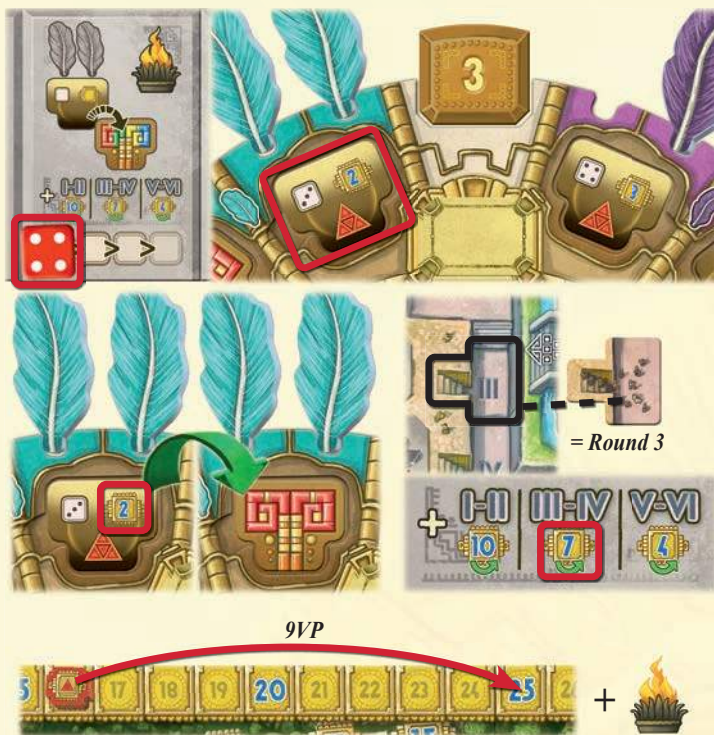 3
2
3
+ I-II III-IV V-VI
10 7 4
> >
2
III
= Round 3
+ I-II III-IV V-VI
10 7 4
9VP
17 18 19 20 21 22 23 24 25
+